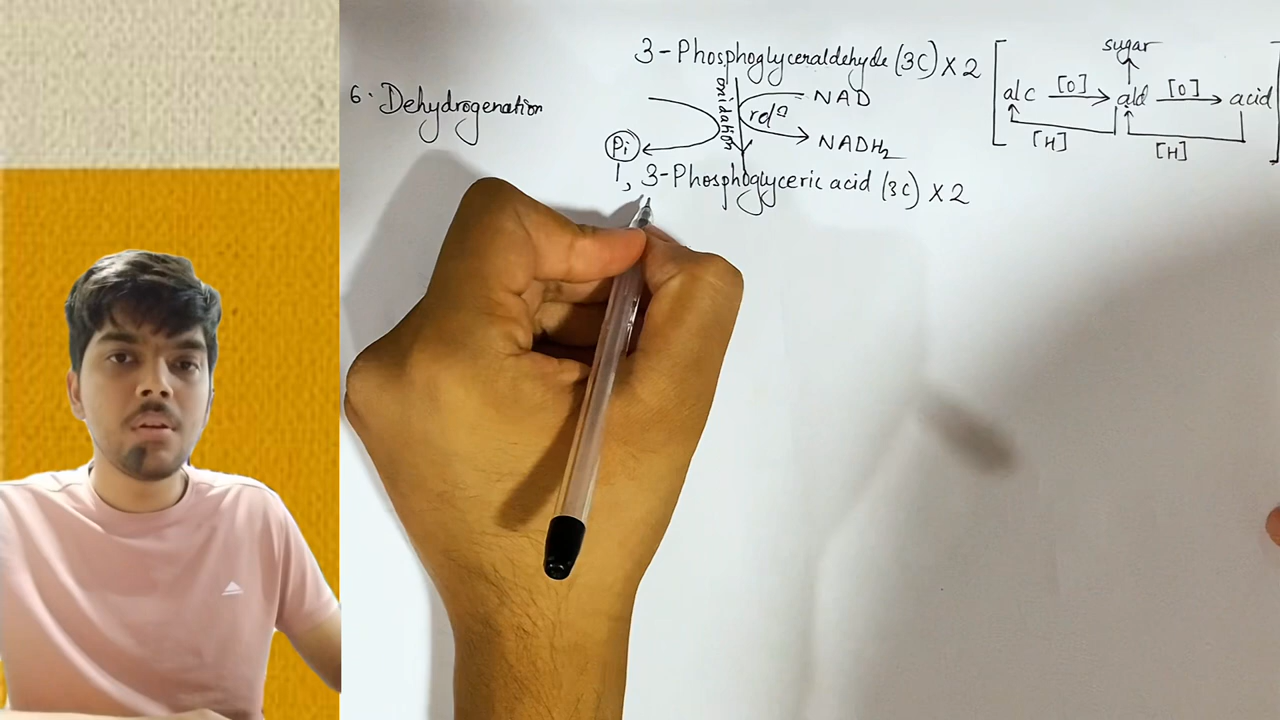 3-Phosphoglyceraldehyde (3C) X 2
6. Dehydrogenation
oxidation
NAD
redⁿ
NADH₂
Pi
1, 3-Phosphoglyceric acid (3C) X 2
sugar
[alc [O] ald [O] acid]
[H] [H]